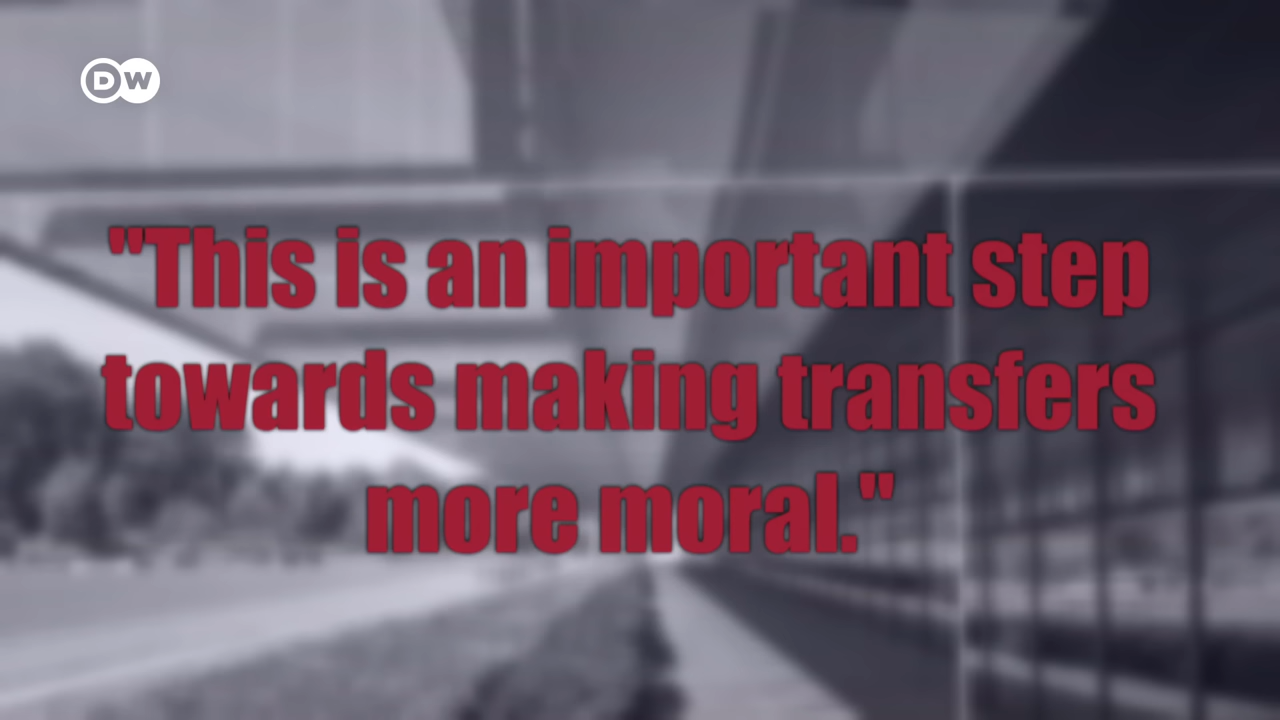 DW
"This is an important step
towards making transfers
more moral."